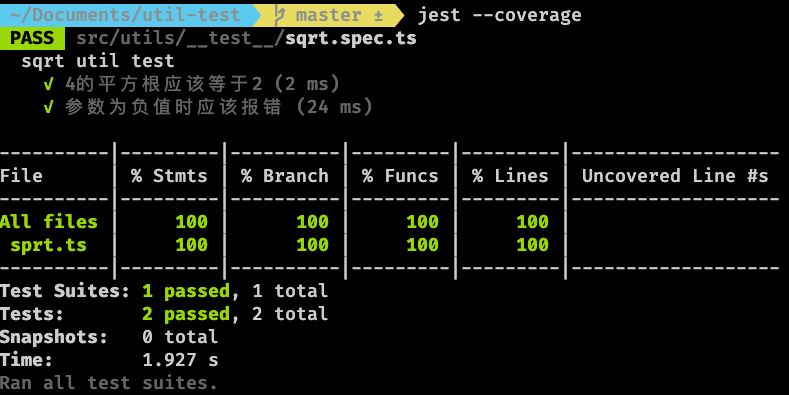 ~/Documents/util-test master ± jest --coverage
PASS src/utils/__test__/sqrt.spec.ts
sqrt util test
√ 4的平方根应该等于2 (2 ms)
√ 参数为负值时应该报错 (24 ms)
----------|---------|----------|---------|---------|-------------------
File | % Stmts | % Branch | % Funcs | % Lines | Uncovered Line #s
----------|---------|----------|---------|---------|-------------------
All files | 100 | 100 | 100 | 100 |
sprt.ts | 100 | 100 | 100 | 100 |
----------|---------|----------|---------|---------|-------------------
Test Suites: 1 passed, 1 total
Tests: 2 passed, 2 total
Snapshots: 0 total
Time: 1.927 s
Ran all test suites.